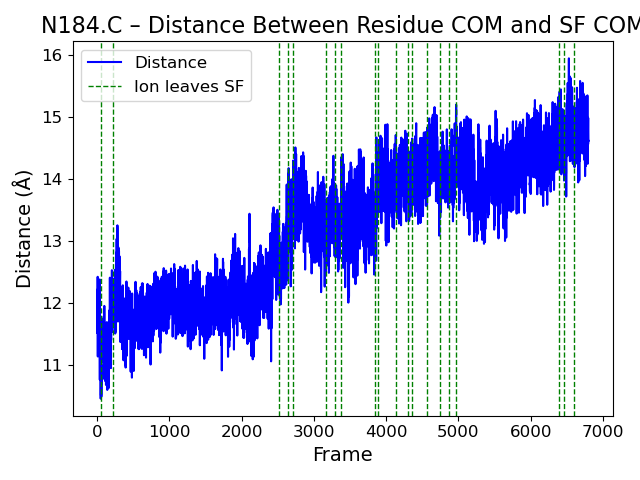 N184.C – Distance Between Residue COM and SF COM
Distance
Ion leaves SF
16
15
14
13
12
11
Distance (Å)
0 1000 2000 3000 4000 5000 6000 7000
Frame